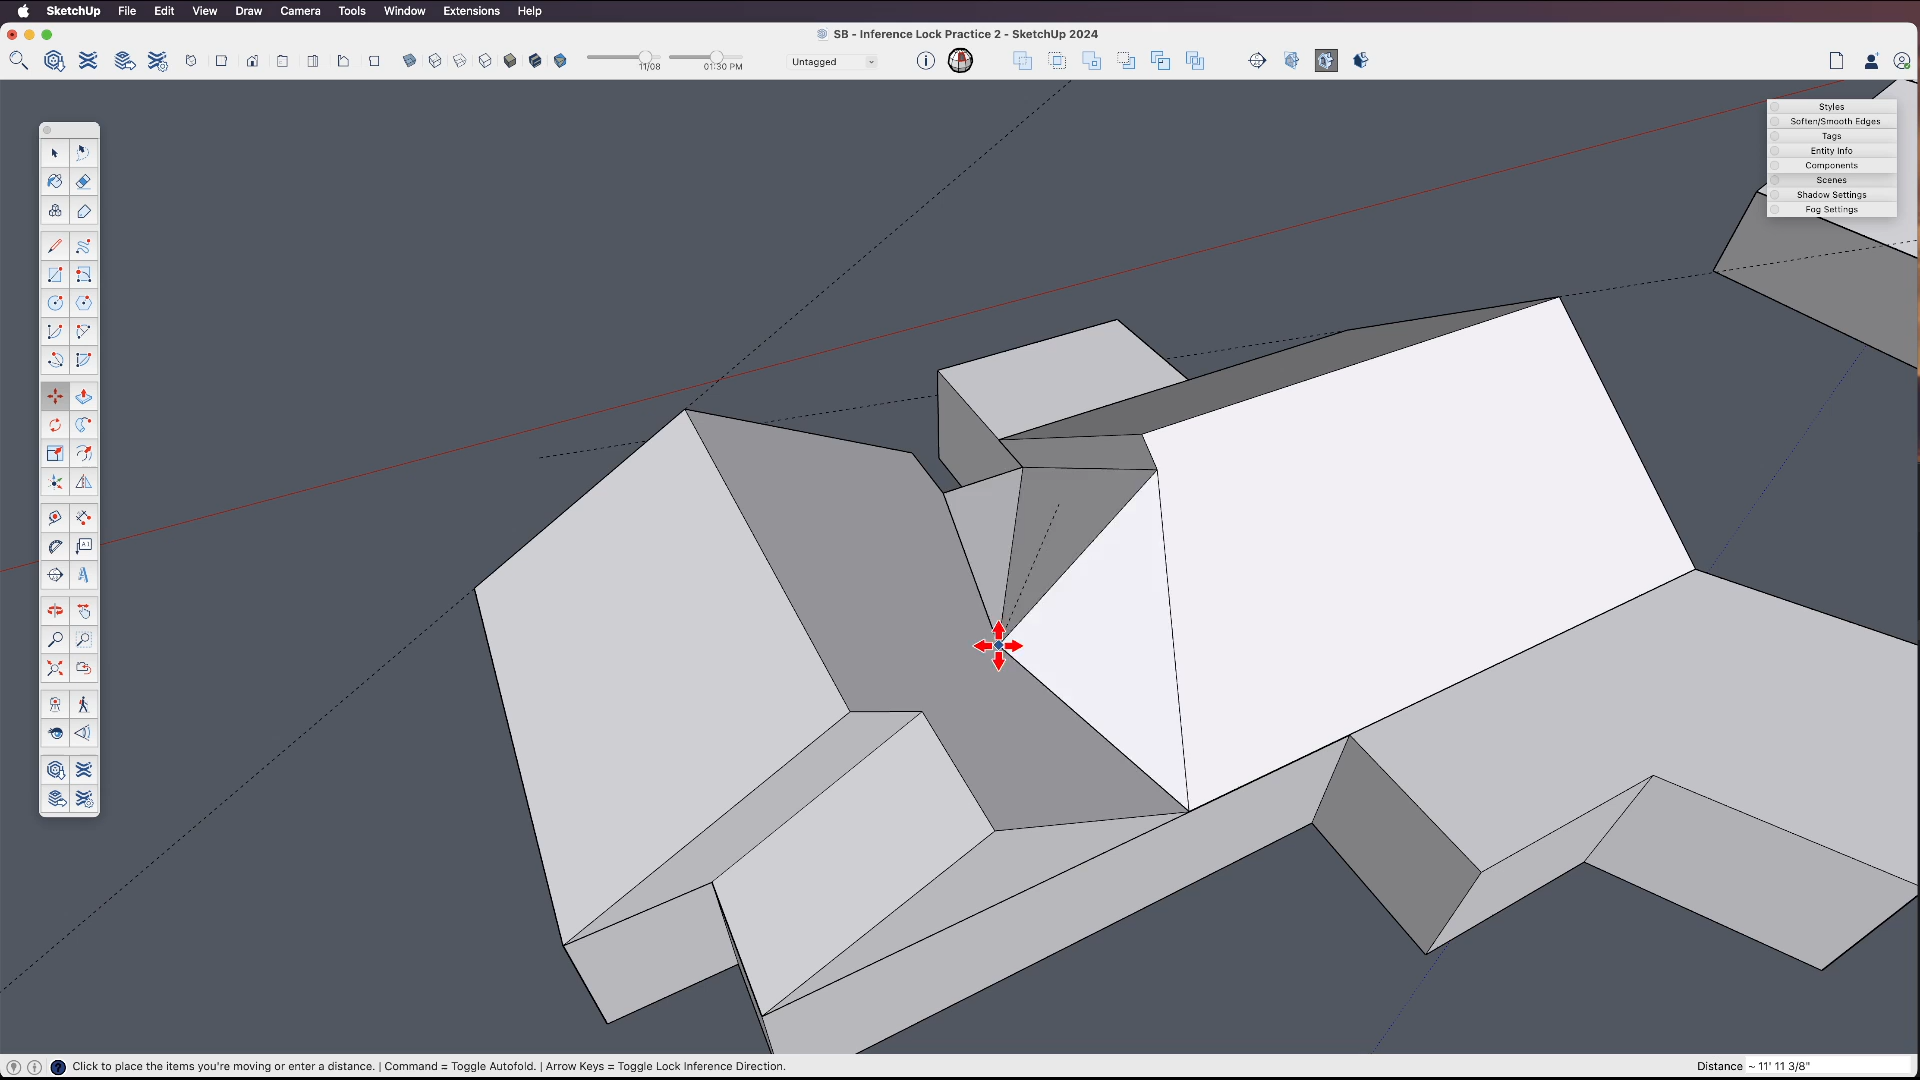 SketchUp File Edit View Draw Camera Tools Window Extensions Help
SB - Inference Lock Practice 2 - SketchUp 2024
11/08 01:30 PM Untagged
Styles
Soften/Smooth Edges
Tags
Entity Info
Components
Scenes
Shadow Settings
Fog Settings
A1
A
Click to place the items you're moving or enter a distance. | Command = Toggle Autofold. | Arrow Keys = Toggle Lock Inference Direction. Distance ~ 11' 11 3/8"